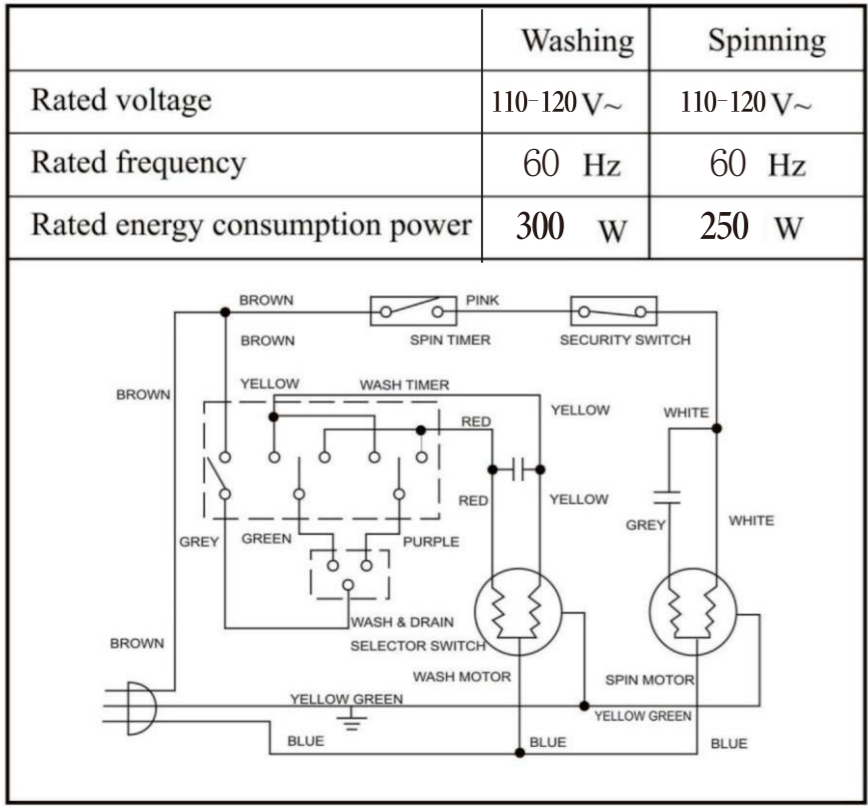 Washing Spinning
Rated voltage 110-120 V~ 110-120 V~
Rated frequency 60 Hz 60 Hz
Rated energy consumption power 300 W 250 W
BROWN PINK
BROWN SPIN TIMER SECURITY SWITCH
BROWN YELLOW WASH TIMER
YELLOW WHITE
RED
RED YELLOW
GREY WHITE
GREY GREEN PURPLE
WASH & DRAIN
SELECTOR SWITCH
BROWN
WASH MOTOR SPIN MOTOR
YELLOW GREEN
YELLOW GREEN
BLUE BLUE BLUE